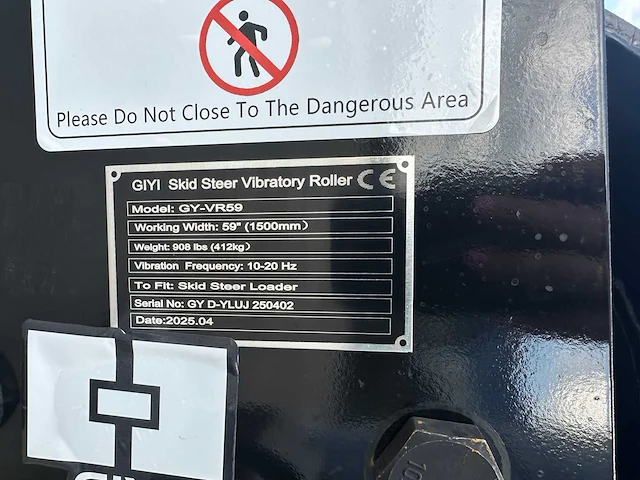 Please Do Not Close To The Dangerous Area
GIYI Skid Steer Vibratory Roller CE
Model: GY-VR59
Working Width: 59" (1500mm)
Weight: 908 lbs (412kg)
Vibration Frequency: 10-20 Hz
To Fit: Skid Steer Loader
Serial No: GY D-YLUJ 250402
Date:2025.04